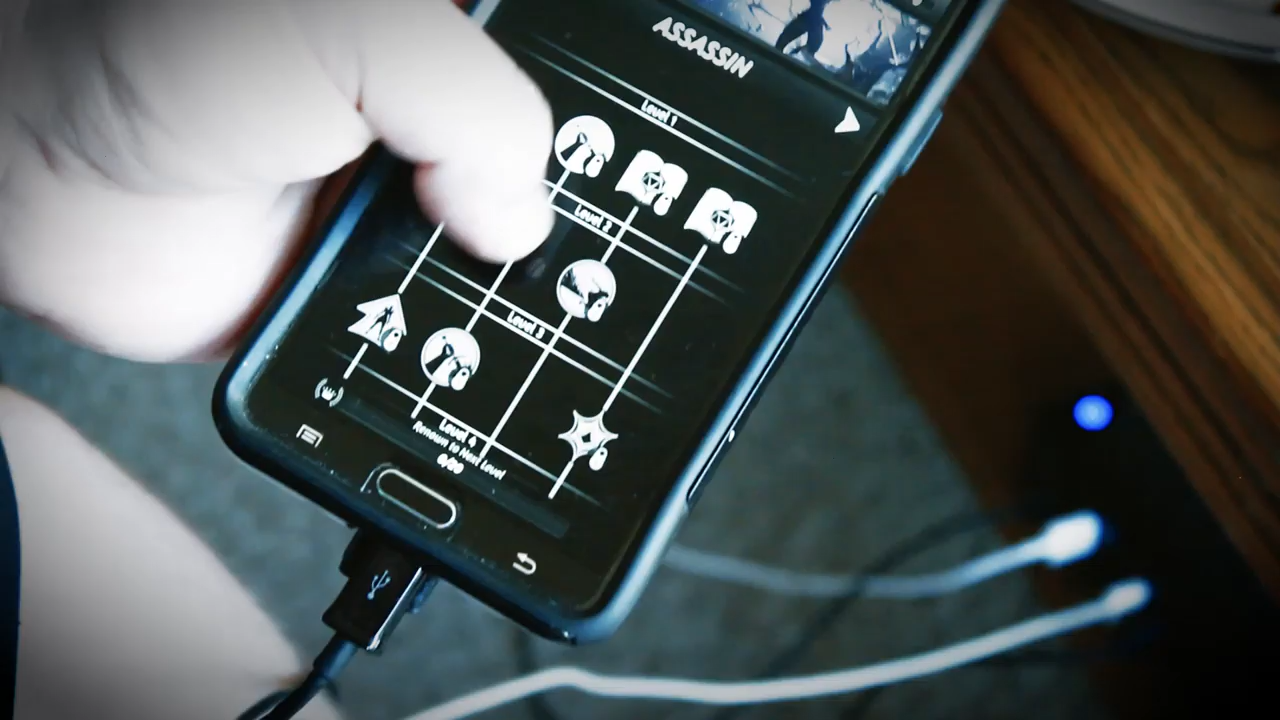 ASSASSIN
Level 1
Level 2
Level 3
Level 4
Renown to Next Level